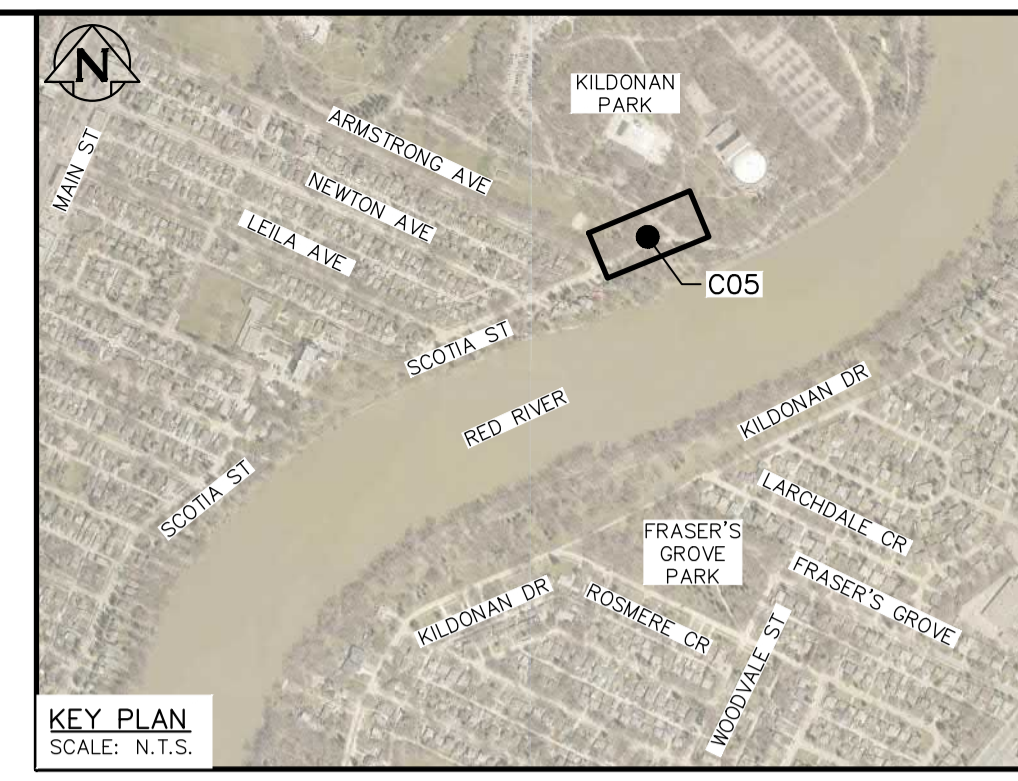 N
KILDONAN
PARK
ARMSTRONG AVE
MAIN ST
NEWTON AVE
LEILA AVE
C05
SCOTIA ST
KILDONAN DR
RED RIVER
SCOTIA ST
LARCHDALE CR
FRASER'S
GROVE
PARK
FRASER'S GROVE
KILDONAN DR
ROSMERE CR
WOODVALE ST
KEY PLAN
SCALE: N.T.S.